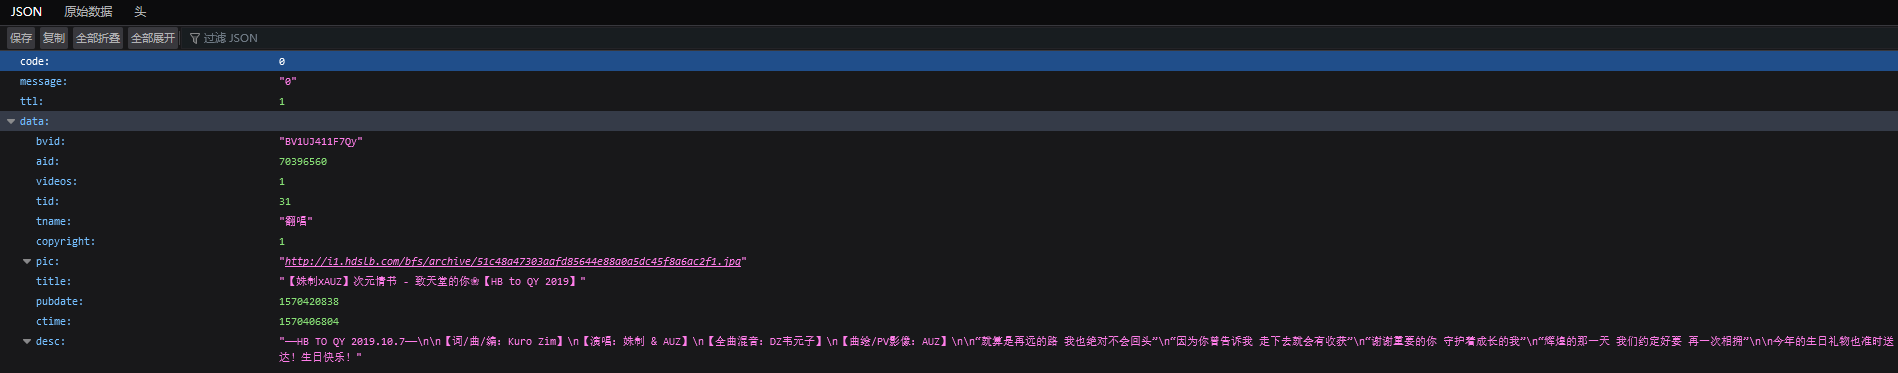 JSON 原始数据 头
保存 复制 全部折叠 全部展开 过滤 JSON
code: 0
message: "0"
ttl: 1
data:
bvid: "BV1UJ411F7Qy"
aid: 70396560
videos: 1
tid: 31
tname: "翻唱"
copyright: 1
pic: "http://i1.hdslb.com/bfs/archive/51c48a47303aafd85644e88a0a5dc45f8a6ac2f1.jpg"
title: "【妹制xAUZ】次元情书 - 致天堂的你❀【HB to QY 2019】"
pubdate: 1570420838
ctime: 1570406804
desc: "——HB TO QY 2019.10.7——\n\n【词/曲/编：Kuro Zim】\n【演唱：妹制 & AUZ】\n【全曲混音：DZ韦元子】\n【曲绘/PV影像：AUZ】\n\n“就算是再远的路 我也绝对不会回头”\n“因为你曾告诉我 走下去就会有收获”\n“谢谢重要的你 守护着成长的我”\n“辉煌的那一天 我们约定好要 再一次相拥”\n\n今年的生日礼物也准时送
达！生日快乐！"